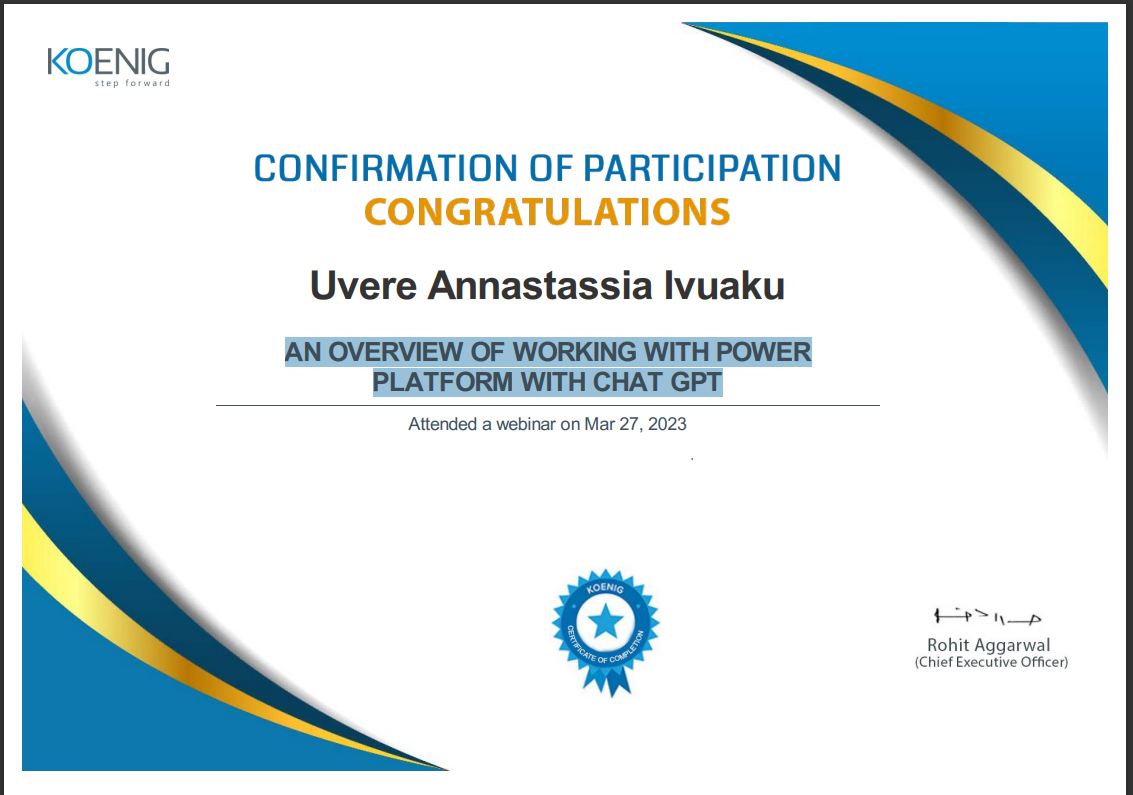 KOENIG
step forward
CONFIRMATION OF PARTICIPATION
CONGRATULATIONS
Uvere Annastassia Ivuaku
AN OVERVIEW OF WORKING WITH POWER
PLATFORM WITH CHAT GPT
Attended a webinar on Mar 27, 2023
.
KOENIG
CERTIFICATE OF COMPLETION
Rohit Aggarwal
(Chief Executive Officer)